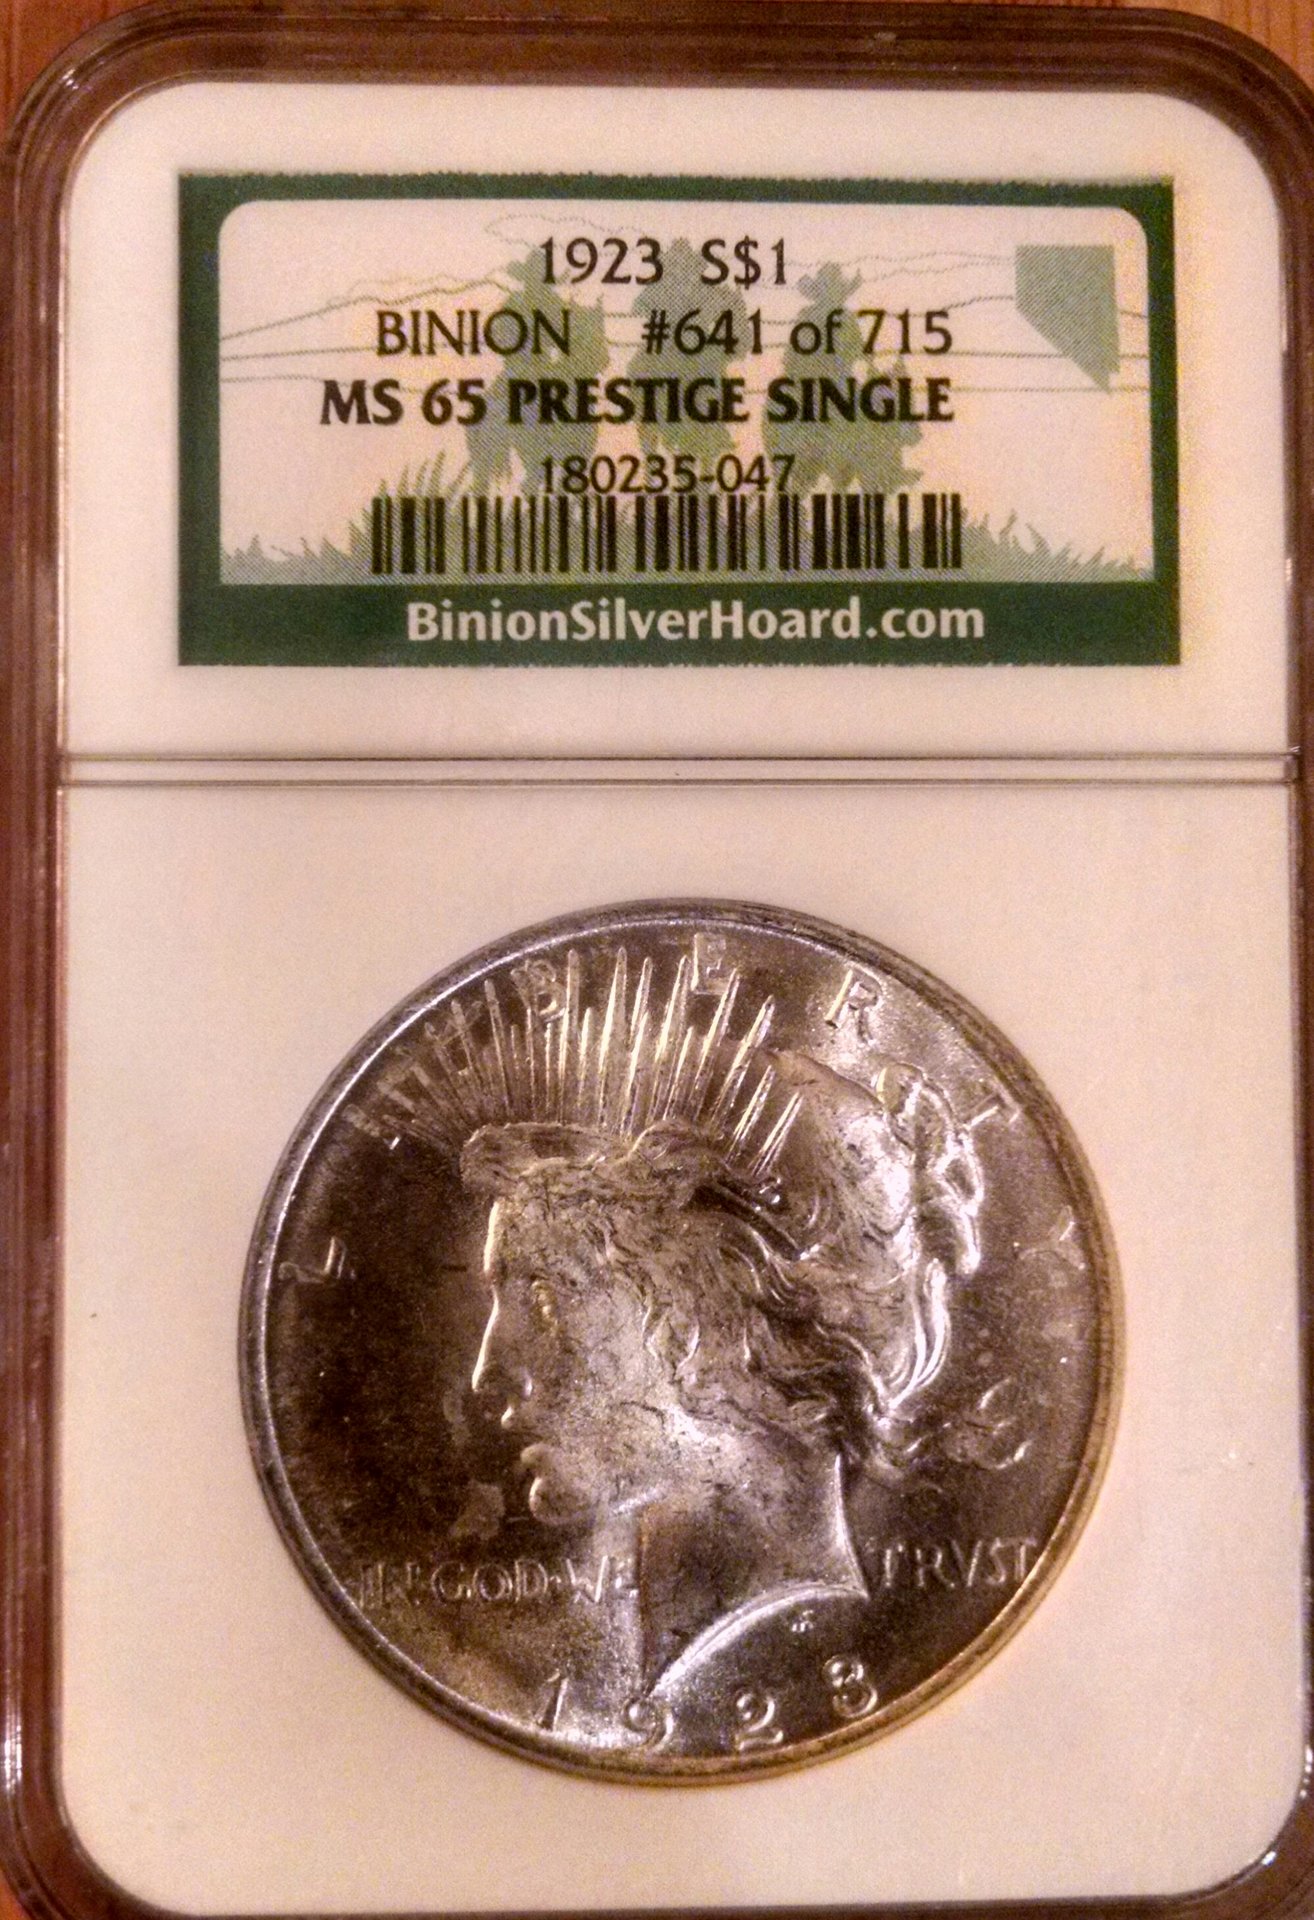 1923 S$1
BINION #641 of 715
MS 65 PRESTIGE SINGLE
180235-047
BinionSilverHoard.com
LIBERTY
IN·GOD·WE TRVST
1923